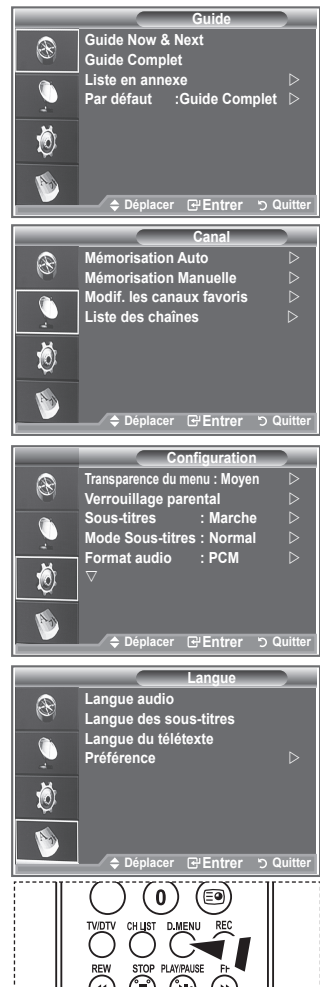 Guide
Guide Now & Next
Guide Complet
Liste en annexe
Par défaut :Guide Complet
Déplacer Entrer Quitter
Canal
Mémorisation Auto
Mémorisation Manuelle
Modif. les canaux favoris
Liste des chaînes
Déplacer Entrer Quitter
Configuration
Transparence du menu : Moyen
Verrouillage parental
Sous-titres : Marche
Mode Sous-titres : Normal
Format audio : PCM
Déplacer Entrer Quitter
Langue
Langue audio
Langue des sous-titres
Langue du télétexte
Préférence
Déplacer Entrer Quitter
0
TV/DTV CH LIST D.MENU REC
REW STOP PLAY/PAUSE